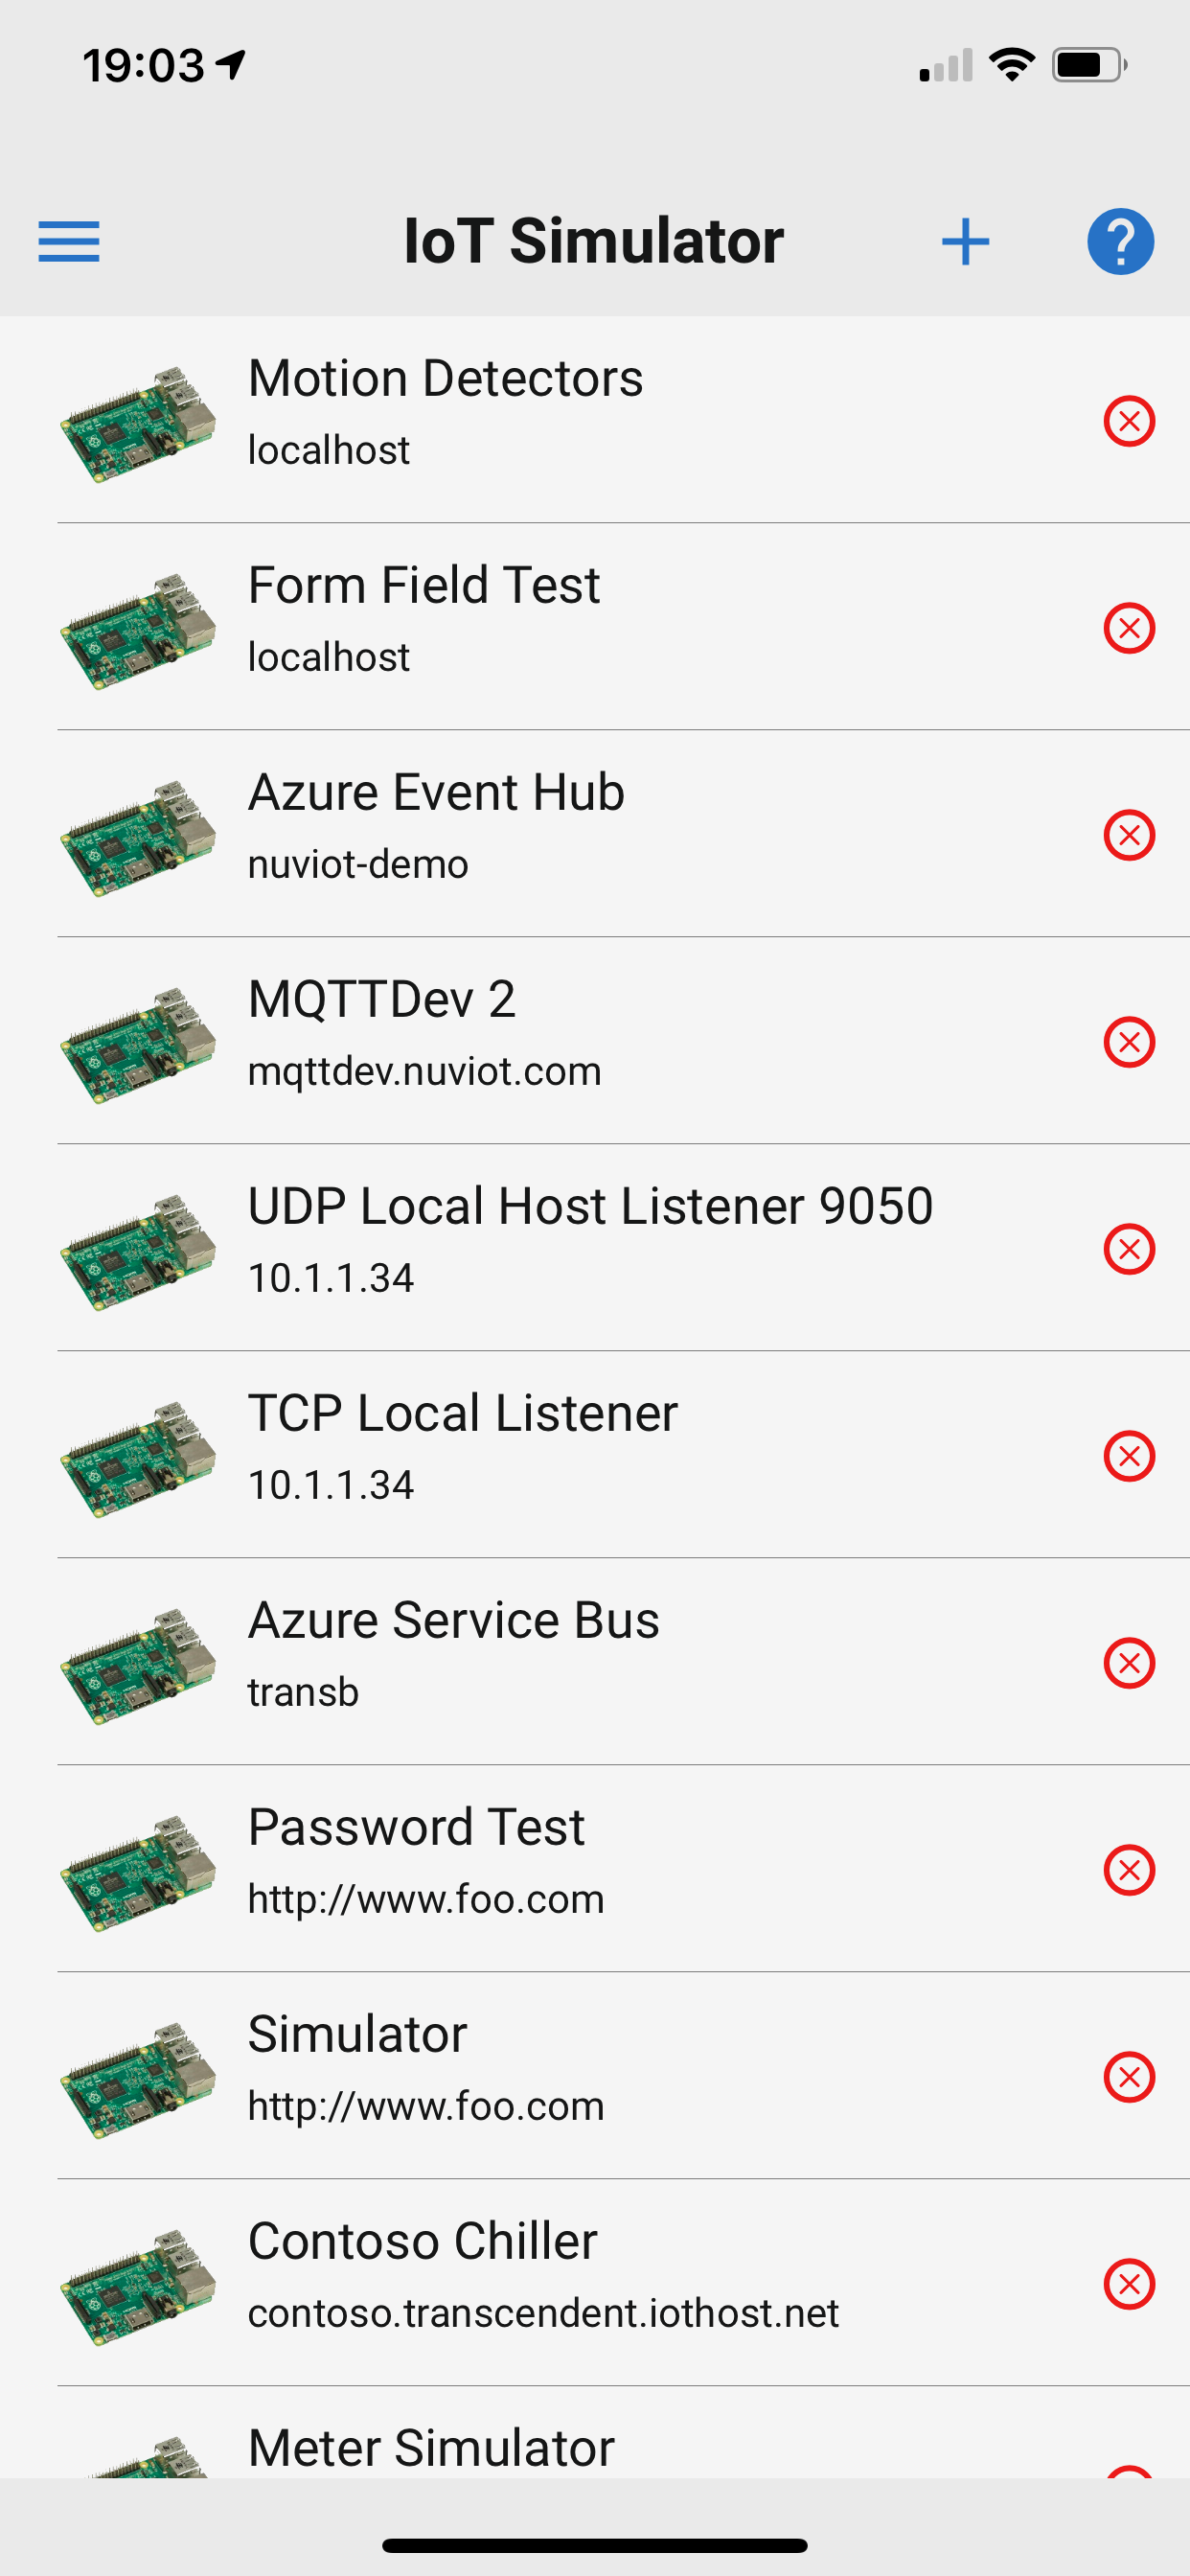 19:03
IoT Simulator
Motion Detectors
localhost
Form Field Test
localhost
Azure Event Hub
nuviot-demo
MQTTDev 2
mqttdev.nuviot.com
UDP Local Host Listener 9050
10.1.1.34
TCP Local Listener
10.1.1.34
Azure Service Bus
transb
Password Test
http://www.foo.com
Simulator
http://www.foo.com
Contoso Chiller
contoso.transcendent.iothost.net
Meter Simulator